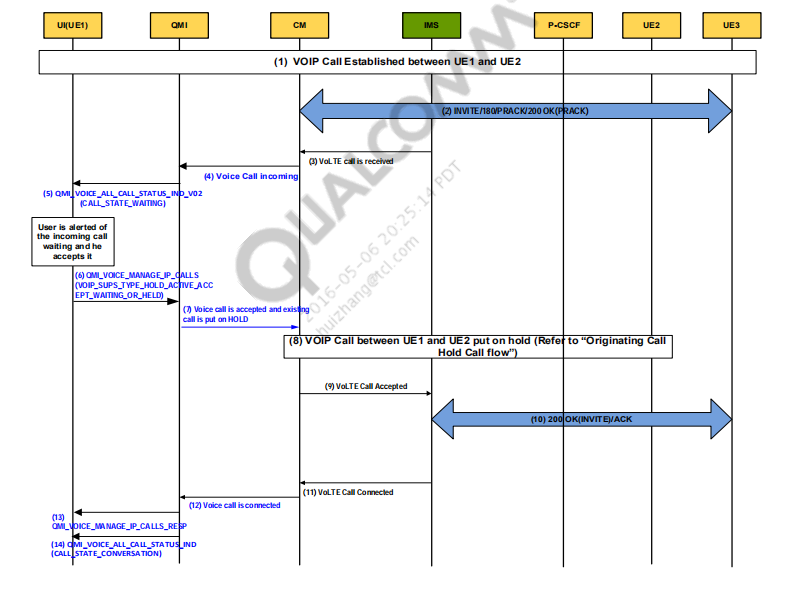 UI(UE1) QMI CM IMS P-CSCF UE2 UE3
(1) VOIP Call Established between UE1 and UE2
(2) INVITE/180/PRACK/200 OK(PRACK)
(3) VoLTE call is received
(4) Voice Call incoming
(5) QMI_VOICE_ALL_CALL_STATUS_IND_V02
(CALL_STATE_WAITING)
User is alerted of
the incoming call
waiting and he
accepts it
(6) QMI_VOICE_MANAGE_IP_CALLS
(VOIP_SUPS_TYPE_HOLD_ACTIVE_ACC
EPT_WAITING_OR_HELD)
(7) Voice call is accepted and existing
call is put on HOLD
(8) VOIP Call between UE1 and UE2 put on hold (Refer to “Originating Call
Hold Call flow”)
(9) VoLTE Call Accepted
(10) 200 OK(INVITE)/ACK
(11) VoLTE Call Connected
(12) Voice call is connected
(13)
QMI_VOICE_MANAGE_IP_CALLS_RESP
(14) QMI_VOICE_ALL_CALL_STATUS_IND
(CALL_STATE_CONVERSATION)
QUALCOMM
2016-05-06 20:25:14 PDT
huizhang@tcl.com